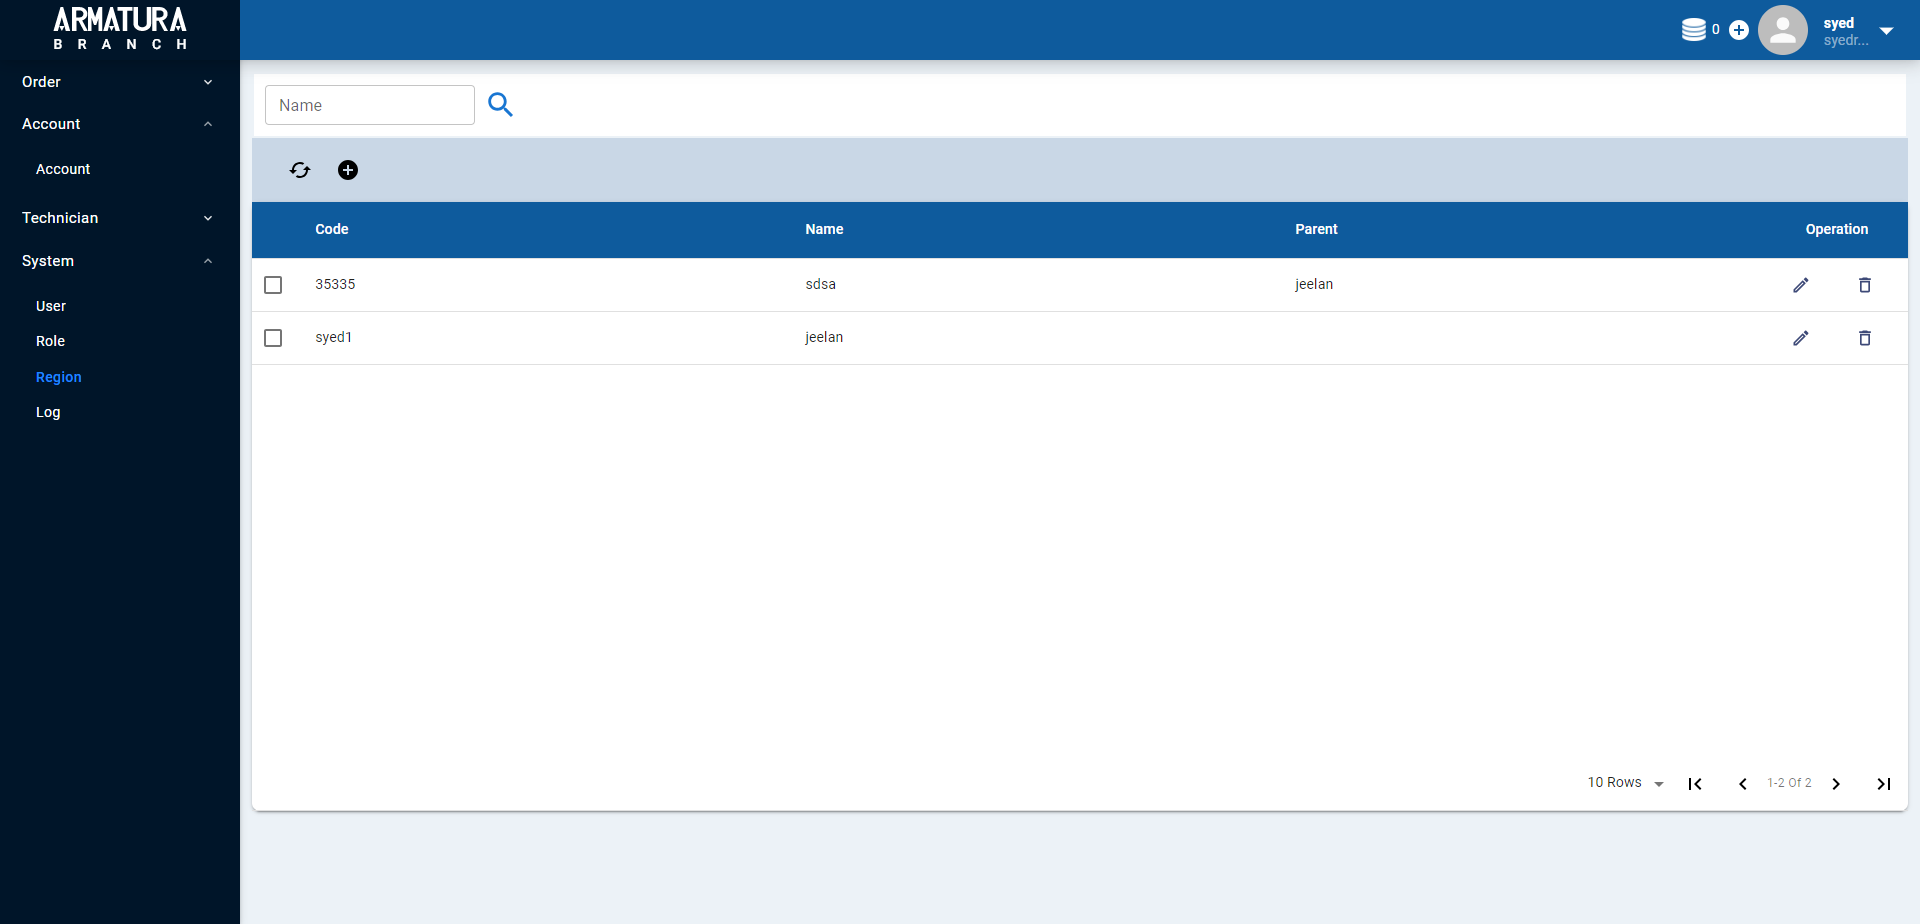 ARMATURA
BRANCH
0
syed
syedr...
Order
Account
Account
Technician
System
User
Role
Region
Log
Name
Code Name Parent Operation
35335 sdsa jeelan
syed1 jeelan
10 Rows 1-2 Of 2